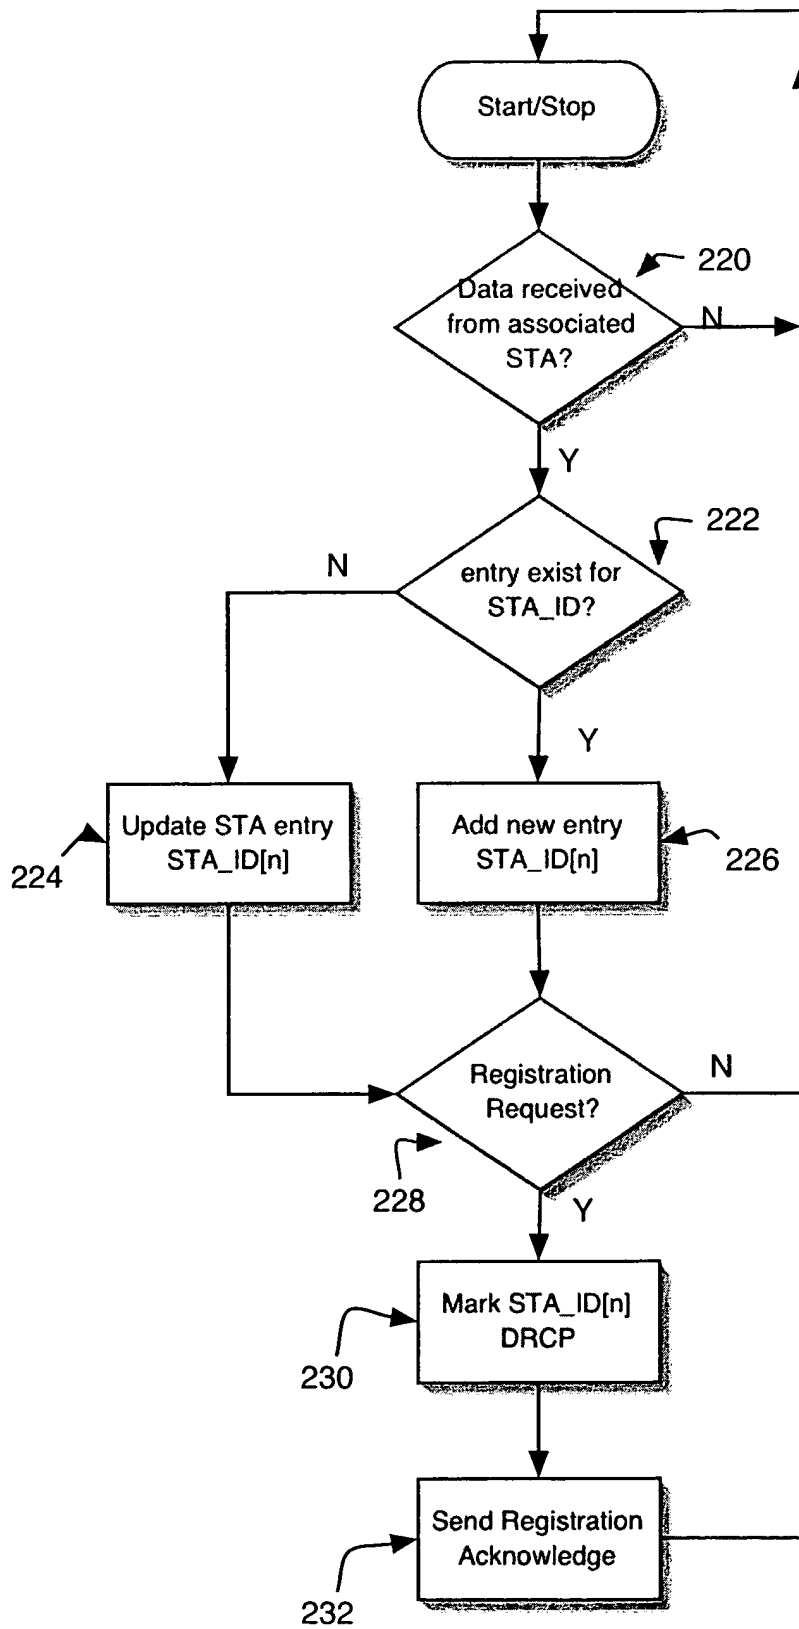 Start/Stop
220
Data received
from associated
STA?
N
Y
222
entry exist for
STA_ID?
N
Y
Update STA entry
STA_ID[n]
224
Add new entry
STA_ID[n]
226
Registration
Request?
N
228
Y
Mark STA_ID[n]
DRCP
230
Send Registration
Acknowledge
232